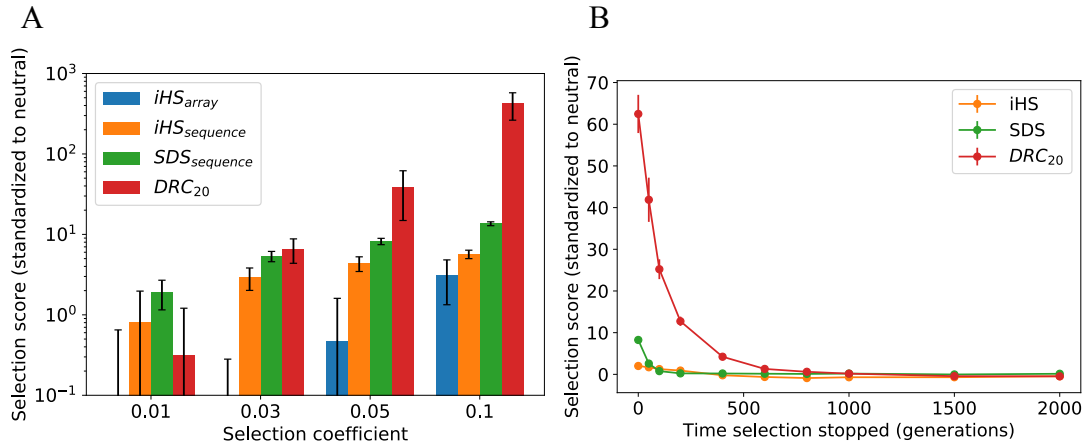 A
Selection score (standardized to neutral)
10³
10²
10¹
10⁰
10⁻¹
iHS_array
iHS_sequence
SDS_sequence
DRC₂₀
0.01 0.03 0.05 0.1
Selection coefficient
B
Selection score (standardized to neutral)
70
60
50
40
30
20
10
0
iHS
SDS
DRC₂₀
0 500 1000 1500 2000
Time selection stopped (generations)